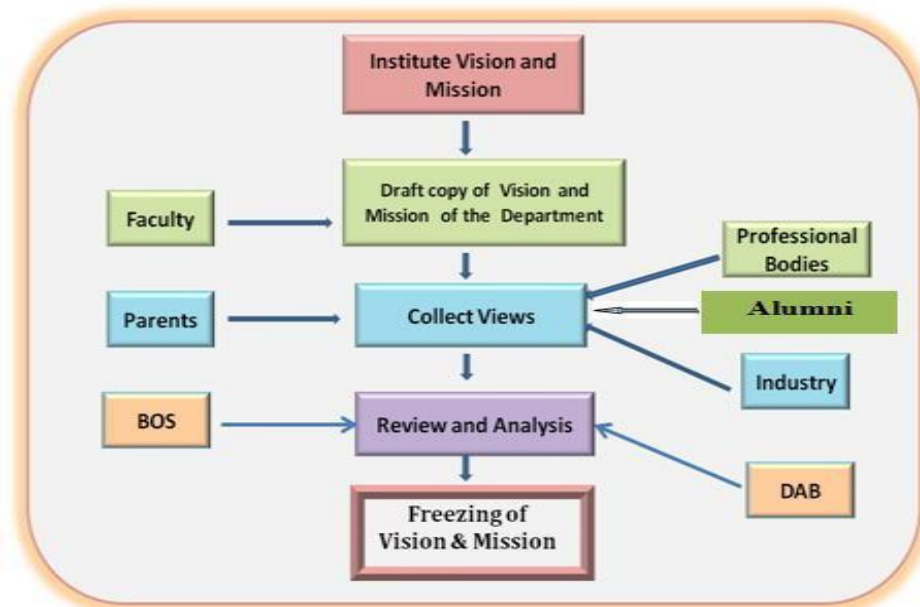 Institute Vision and
Mission
Draft copy of Vision and
Mission of the Department
Faculty
Professional
Bodies
Parents
Collect Views
Alumni
Industry
BOS
Review and Analysis
DAB
Freezing of
Vision & Mission